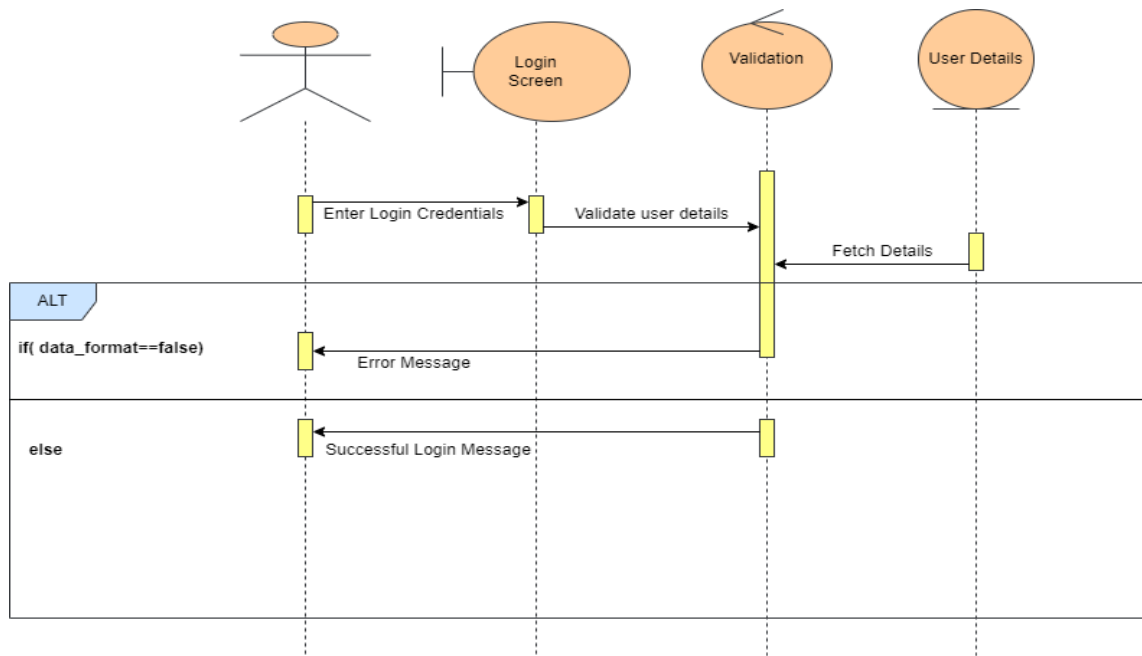 Login
Screen
Validation
User Details
Enter Login Credentials
Validate user details
Fetch Details
ALT
if( data_format==false)
Error Message
else
Successful Login Message